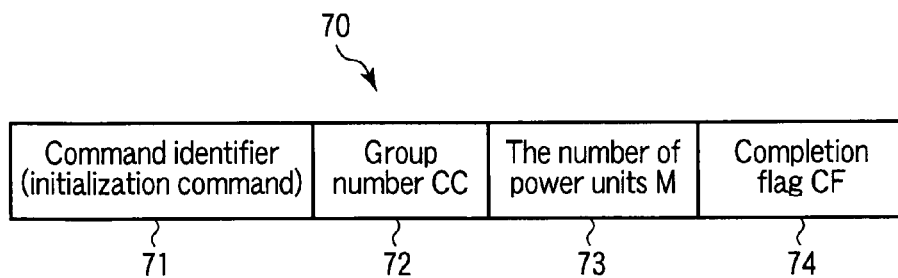 70
Command identifier
(initialization command)
Group
number CC
The number of
power units M
Completion
flag CF
71
72
73
74